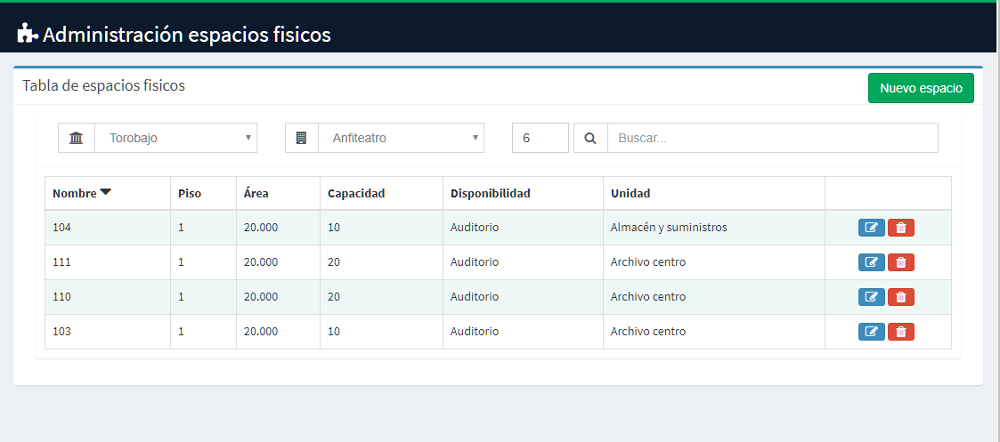 Administración espacios fisicos
Tabla de espacios fisicos
Nuevo espacio
Torobajo Anfiteatro 6 Buscar...
Nombre Piso Área Capacidad Disponibilidad Unidad
104 1 20.000 10 Auditorio Almacén y suministros
111 1 20.000 20 Auditorio Archivo centro
110 1 20.000 20 Auditorio Archivo centro
103 1 20.000 10 Auditorio Archivo centro